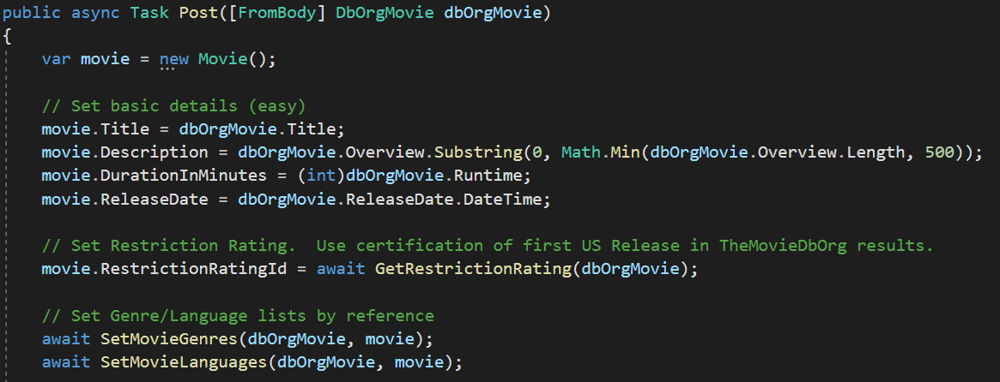 public async Task Post([FromBody] DbOrgMovie dbOrgMovie)
{
var movie = new Movie();
// Set basic details (easy)
movie.Title = dbOrgMovie.Title;
movie.Description = dbOrgMovie.Overview.Substring(0, Math.Min(dbOrgMovie.Overview.Length, 500));
movie.DurationInMinutes = (int)dbOrgMovie.Runtime;
movie.ReleaseDate = dbOrgMovie.ReleaseDate.DateTime;
// Set Restriction Rating.  Use certification of first US Release in TheMovieDbOrg results.
movie.RestrictionRatingId = await GetRestrictionRating(dbOrgMovie);
// Set Genre/Language lists by reference
await SetMovieGenres(dbOrgMovie, movie);
await SetMovieLanguages(dbOrgMovie, movie);